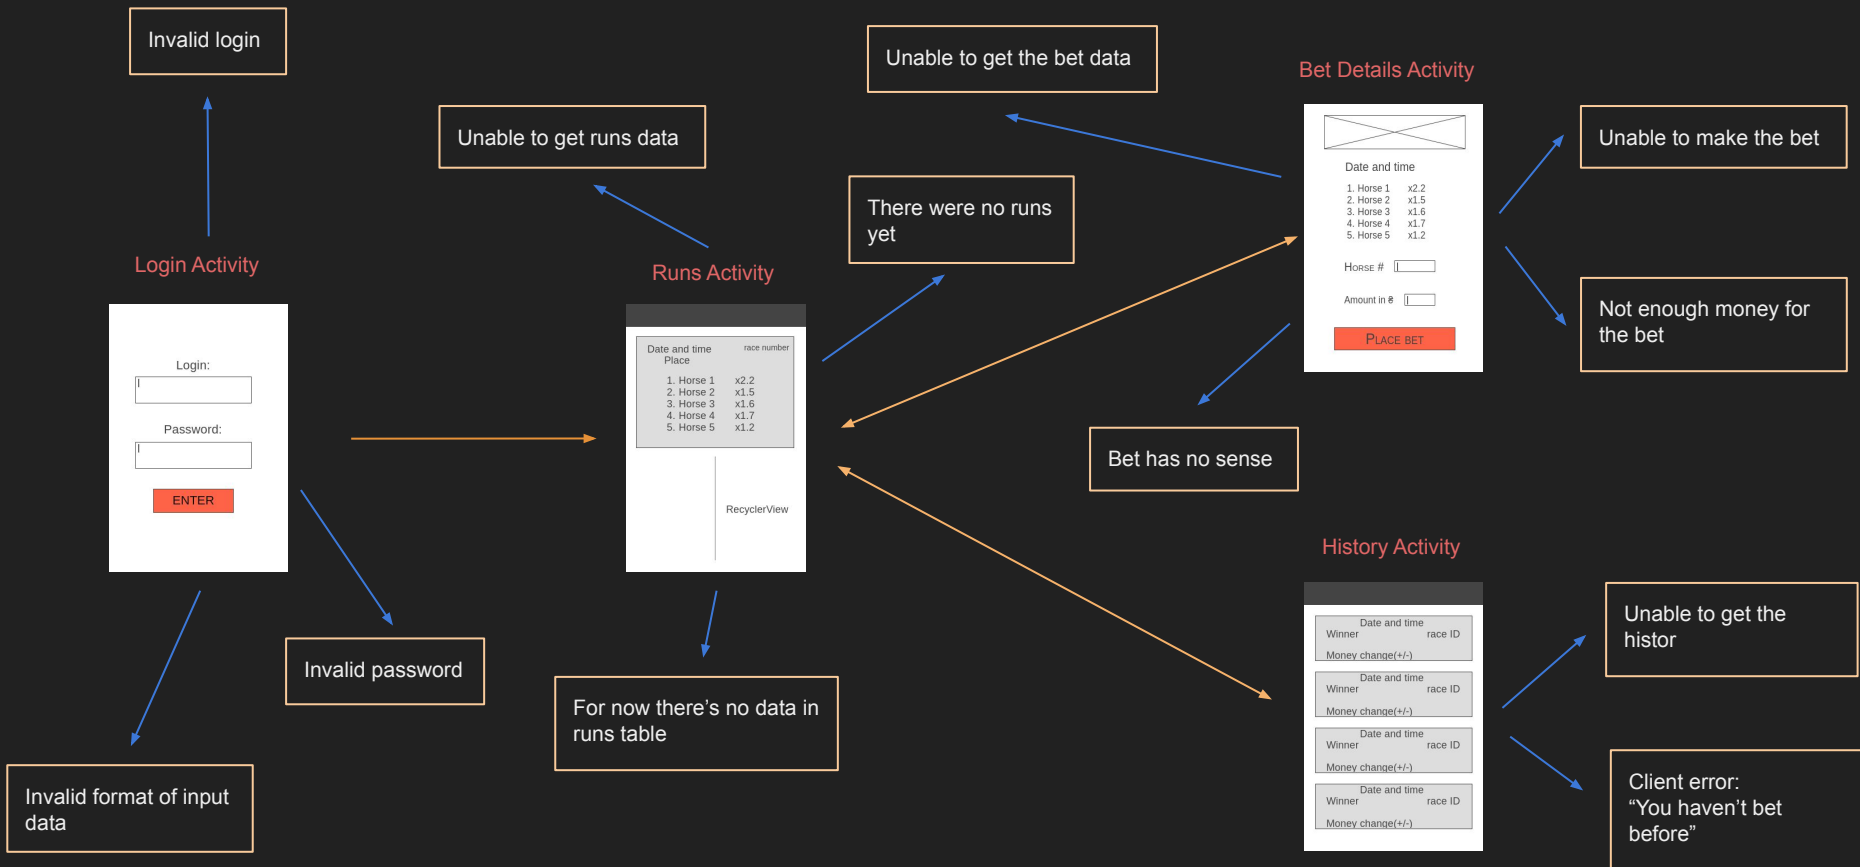 Invalid login
Unable to get the bet data
Bet Details Activity
Unable to get runs data
Unable to make the bet
There were no runs
yet
Login Activity
Runs Activity
Login:
Password:
ENTER
Date and time
race number
Place
1. Horse 1 x2.2
2. Horse 2 x1.5
3. Horse 3 x1.6
4. Horse 4 x1.7
5. Horse 5 x1.2
RecyclerView
Date and time
1. Horse 1 x2.2
2. Horse 2 x1.5
3. Horse 3 x1.6
4. Horse 4 x1.7
5. Horse 5 x1.2
HORSE #
Amount in ₴
PLACE BET
Not enough money for
the bet
Bet has no sense
Invalid password
For now there's no data in
runs table
Invalid format of input
data
History Activity
Date and time
Winner race ID
Money change(+/-)
Date and time
Winner race ID
Money change(+/-)
Date and time
Winner race ID
Money change(+/-)
Date and time
Winner race ID
Money change(+/-)
Unable to get the
histor
Client error:
“You haven’t bet
before”